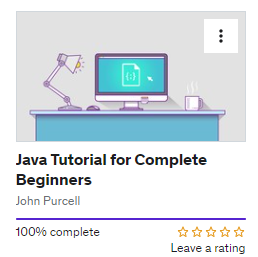 Java Tutorial for Complete
Beginners
John Purcell
100% complete
Leave a rating